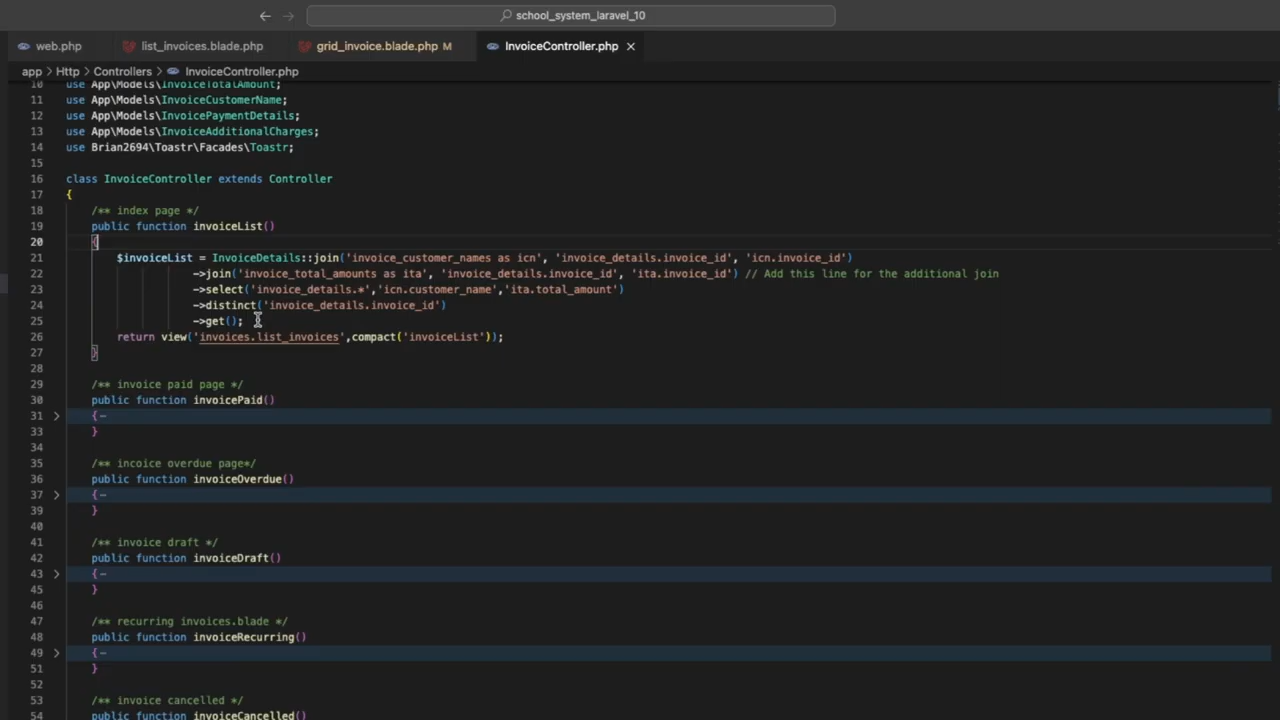 school_system_laravel_10
web.php list_invoices.blade.php grid_invoice.blade.php M InvoiceController.php
app > Http > Controllers > InvoiceController.php
10 use App\Models\InvoiceTotalAmount;
11 use App\Models\InvoiceCustomerName;
12 use App\Models\InvoicePaymentDetails;
13 use App\Models\InvoiceAdditionalCharges;
14 use Brian2694\Toastr\Facades\Toastr;
15
16 class InvoiceController extends Controller
17 {
18 /** index page */
19 public function invoiceList()
20 {
21 $invoiceList = InvoiceDetails::join('invoice_customer_names as icn', 'invoice_details.invoice_id', 'icn.invoice_id')
22 ->join('invoice_total_amounts as ita', 'invoice_details.invoice_id', 'ita.invoice_id') // Add this line for the additional join
23 ->select('invoice_details.*','icn.customer_name','ita.total_amount')
24 ->distinct('invoice_details.invoice_id')
25 ->get();
26 return view('invoices.list_invoices',compact('invoiceList'));
27 }
28
29 /** invoice paid page */
30 public function invoicePaid()
31 {
33 }
34
35 /** incoice overdue page*/
36 public function invoiceOverdue()
37 {
39 }
40
41 /** invoice draft */
42 public function invoiceDraft()
43 {
45 }
46
47 /** recurring invoices.blade */
48 public function invoiceRecurring()
49 {
51 }
52
53 /** invoice cancelled */
54 public function invoiceCancelled()